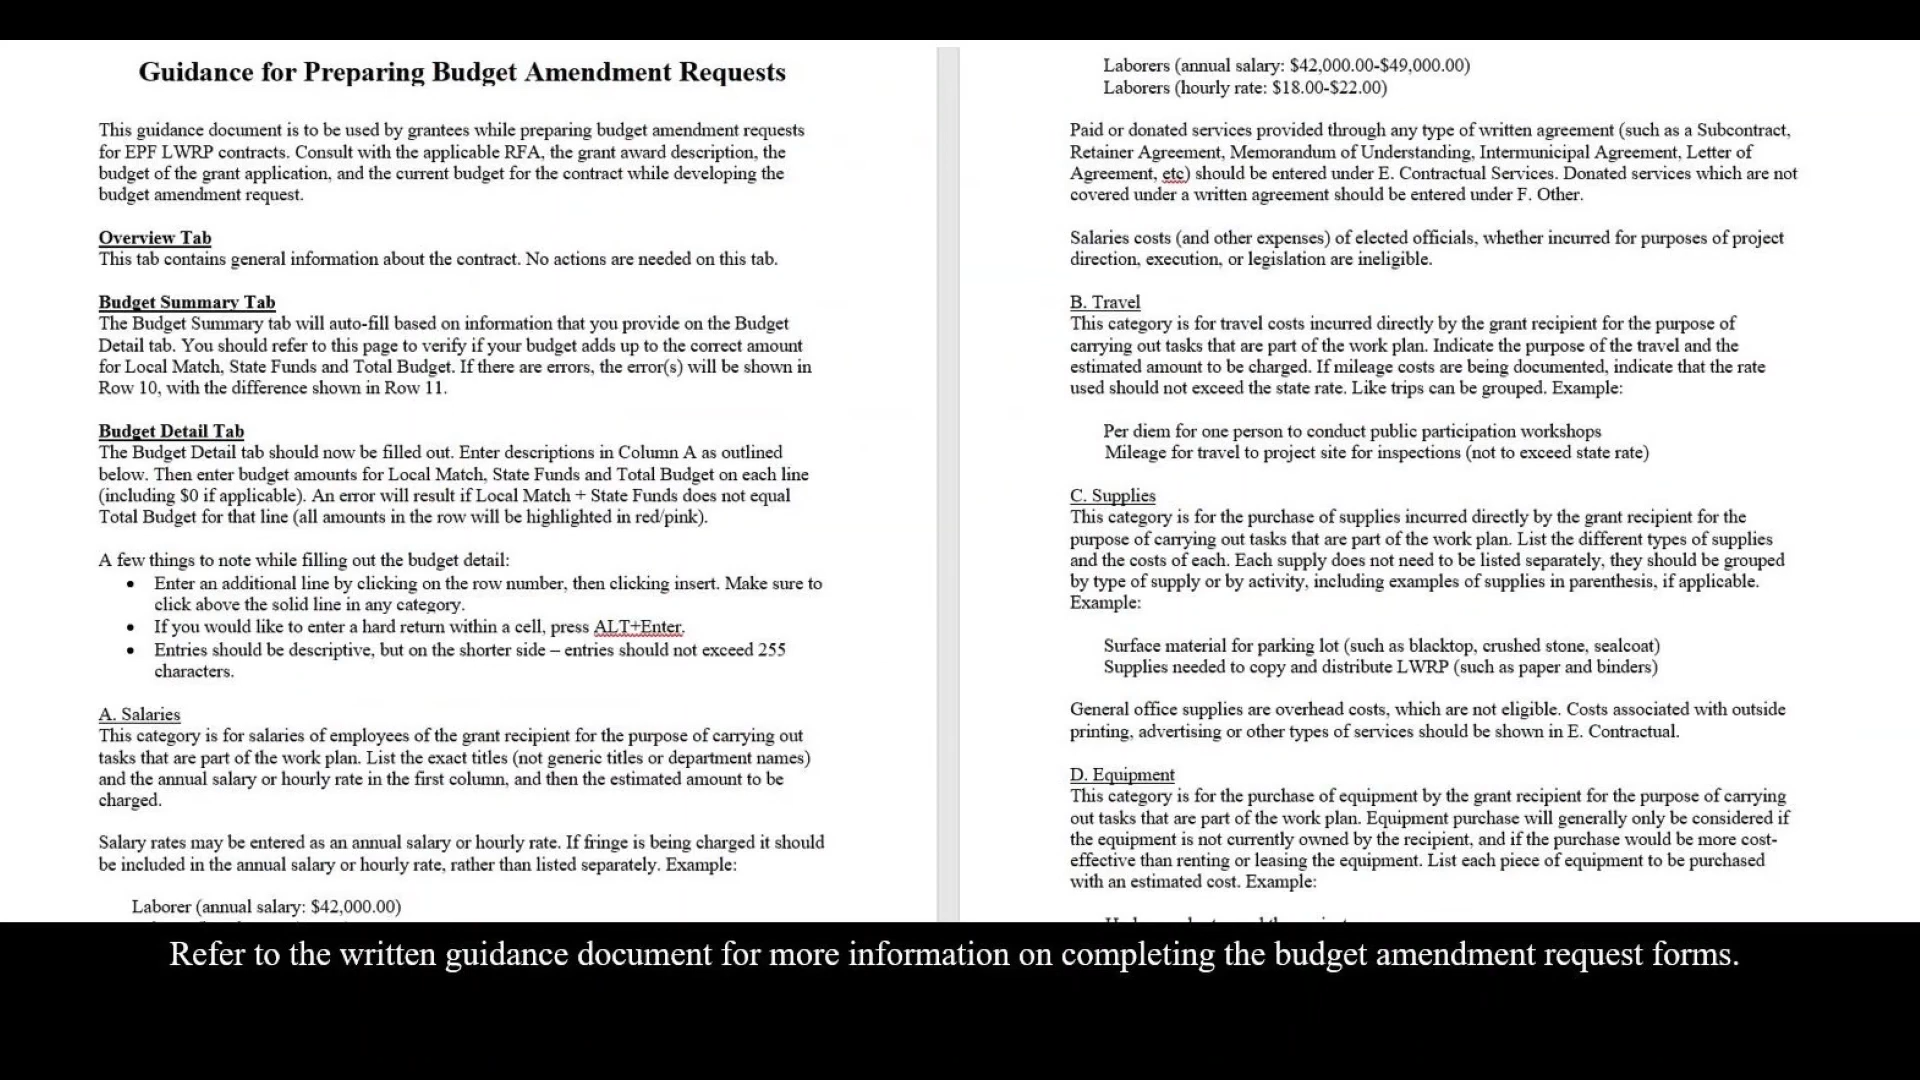 Guidance for Preparing Budget Amendment Requests
This guidance document is to be used by grantees while preparing budget amendment requests
for EPF LWRP contracts. Consult with the applicable RFA, the grant award description, the
budget of the grant application, and the current budget for the contract while developing the
budget amendment request.
Overview Tab
This tab contains general information about the contract. No actions are needed on this tab.
Budget Summary Tab
The Budget Summary tab will auto-fill based on information that you provide on the Budget
Detail tab. You should refer to this page to verify if your budget adds up to the correct amount
for Local Match, State Funds and Total Budget. If there are errors, the error(s) will be shown in
Row 10, with the difference shown in Row 11.
Budget Detail Tab
The Budget Detail tab should now be filled out. Enter descriptions in Column A as outlined
below. Then enter budget amounts for Local Match, State Funds and Total Budget on each line
(including $0 if applicable). An error will result if Local Match + State Funds does not equal
Total Budget for that line (all amounts in the row will be highlighted in red/pink).
A few things to note while filling out the budget detail:
• Enter an additional line by clicking on the row number, then clicking insert. Make sure to
click above the solid line in any category.
• If you would like to enter a hard return within a cell, press ALT+Enter.
• Entries should be descriptive, but on the shorter side – entries should not exceed 255
characters.
A. Salaries
This category is for salaries of employees of the grant recipient for the purpose of carrying out
tasks that are part of the work plan. List the exact titles (not generic titles or department names)
and the annual salary or hourly rate in the first column, and then the estimated amount to be
charged.
Salary rates may be entered as an annual salary or hourly rate. If fringe is being charged it should
be included in the annual salary or hourly rate, rather than listed separately. Example:
Laborer (annual salary: $42,000.00)
Laborers (annual salary: $42,000.00-$49,000.00)
Laborers (hourly rate: $18.00-$22.00)
Paid or donated services provided through any type of written agreement (such as a Subcontract,
Retainer Agreement, Memorandum of Understanding, Intermunicipal Agreement, Letter of
Agreement, etc) should be entered under E. Contractual Services. Donated services which are not
covered under a written agreement should be entered under F. Other.
Salaries costs (and other expenses) of elected officials, whether incurred for purposes of project
direction, execution, or legislation are ineligible.
B. Travel
This category is for travel costs incurred directly by the grant recipient for the purpose of
carrying out tasks that are part of the work plan. Indicate the purpose of the travel and the
estimated amount to be charged. If mileage costs are being documented, indicate that the rate
used should not exceed the state rate. Like trips can be grouped. Example:
Per diem for one person to conduct public participation workshops
Mileage for travel to project site for inspections (not to exceed state rate)
C. Supplies
This category is for the purchase of supplies incurred directly by the grant recipient for the
purpose of carrying out tasks that are part of the work plan. List the different types of supplies
and the costs of each. Each supply does not need to be listed separately, they should be grouped
by type of supply or by activity, including examples of supplies in parenthesis, if applicable.
Example:
Surface material for parking lot (such as blacktop, crushed stone, sealcoat)
Supplies needed to copy and distribute LWRP (such as paper and binders)
General office supplies are overhead costs, which are not eligible. Costs associated with outside
printing, advertising or other types of services should be shown in E. Contractual.
D. Equipment
This category is for the purchase of equipment by the grant recipient for the purpose of carrying
out tasks that are part of the work plan. Equipment purchase will generally only be considered if
the equipment is not currently owned by the recipient, and if the purchase would be more cost-
effective than renting or leasing the equipment. List each piece of equipment to be purchased
with an estimated cost. Example:
Refer to the written guidance document for more information on completing the budget amendment request forms.